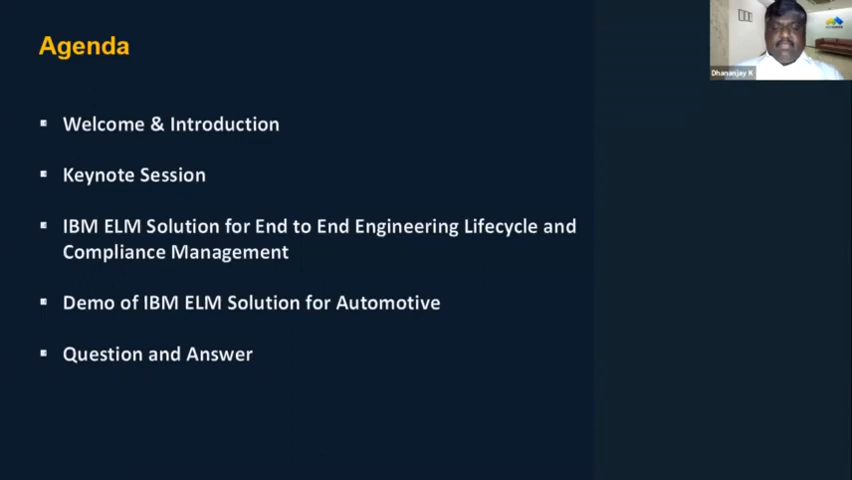 Agenda
Welcome & Introduction
Keynote Session
IBM ELM Solution for End to End Engineering Lifecycle and
Compliance Management
Demo of IBM ELM Solution for Automotive
Question and Answer
Dhananjay K